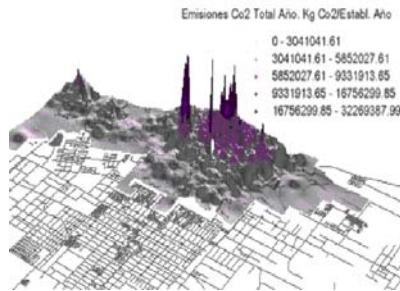 Emisiones Co2 Total Año. Kg Co2/Establ. Año
0 - 3041041.61
3041041.61 - 5852027.61
5852027.61 - 9331913.65
9331913.65 - 16756299.85
16756299.85 - 32269387.99